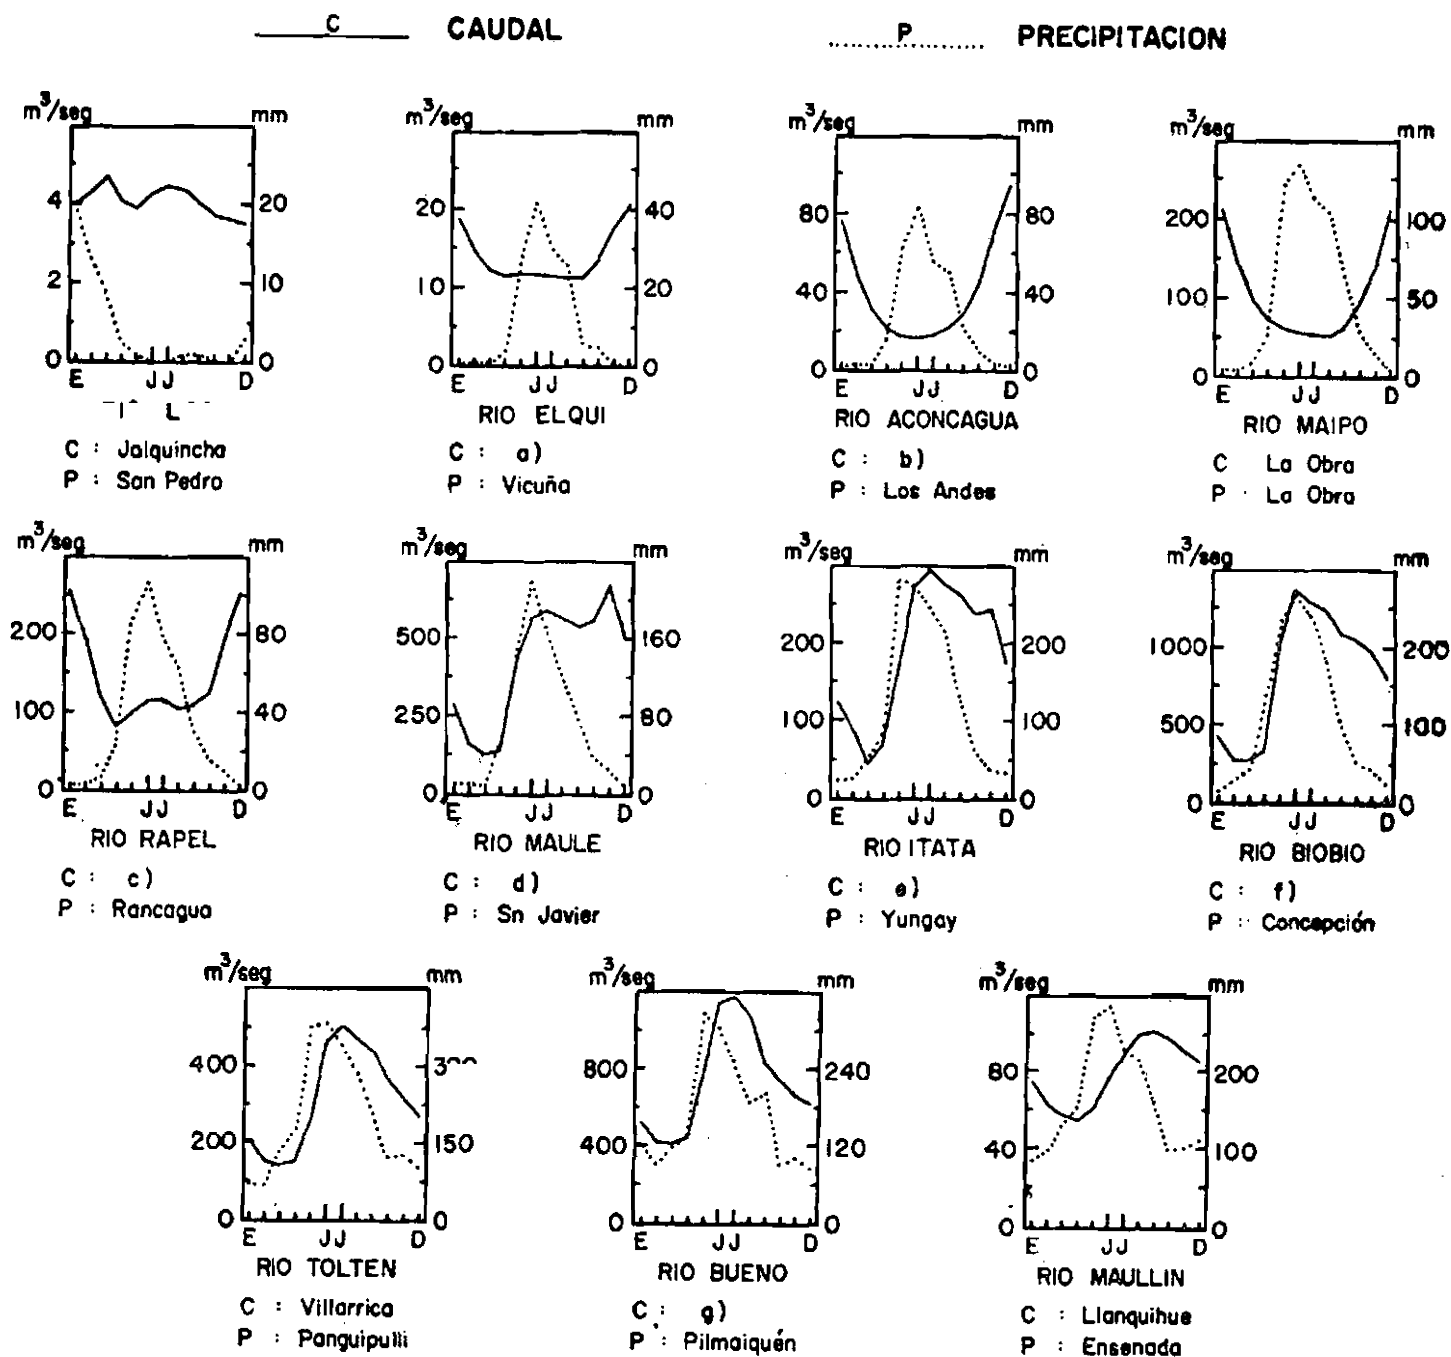 C CAUDAL P PRECIPITACION
m³/seg mm m³/seg mm m³/seg mm m³/seg mm
4 20 20 40 80 80 200 100
2 10 10 20 40 40 100 50
0 0 0 0 0 0 0 0
E JJ D E JJ D E JJ D E JJ D
L RIO ELQUI RIO ACONCAGUA RIO MAIPO
C : Jalquincha C : a) C : b) C La Obra
P : San Pedro P : Vicuña P : Los Andes P La Obra
m³/seg mm m³/seg mm m³/seg mm m³/seg mm
200 80 500 160 200 200 1000 200
100 40 250 80 100 100 500 100
0 0 0 0 0 0 0 0
E JJ D E JJ D E JJ D E JJ D
RIO RAPEL RIO MAULE RIO ITATA RIO BIOBIO
C : c) C : d) C : e) C : f)
P : Rancagua P : Sn Javier P : Yungay P : Concepción
m³/seg mm m³/seg mm m³/seg mm
400 800 240 80 200
200 150 400 120 40 100
0 0 0 0 0 0
E JJ D E JJ D E JJ D
RIO TOLTEN RIO BUENO RIO MAULLIN
C : Villarrica C : g) C : Llanquihue
P : Panguipulli P : Pilmaiquén P : Ensenada